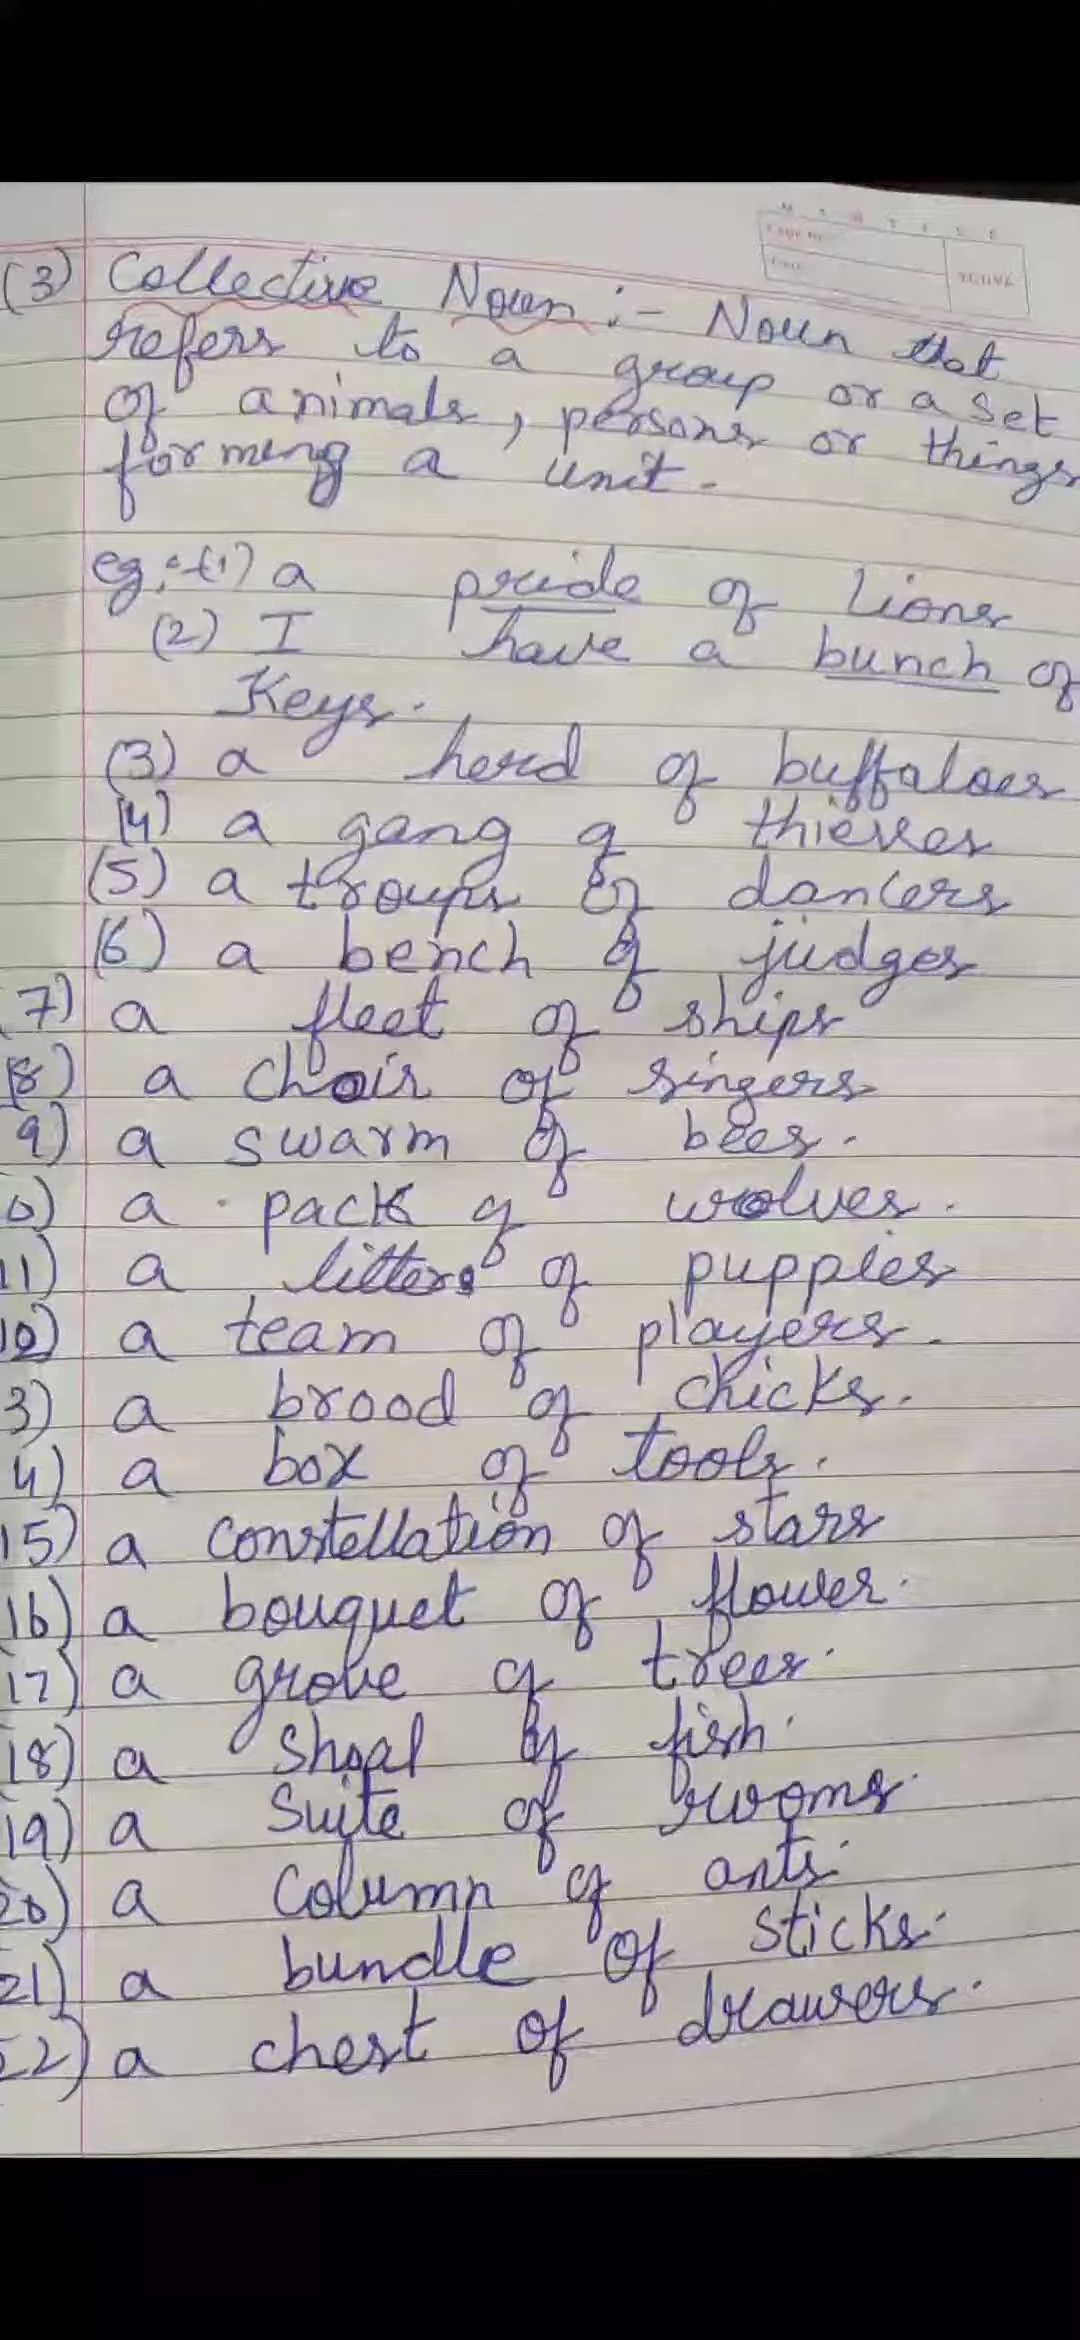 (3) Collective Noun :- Noun that
refers to a group or a set
of animals, persons or things
forming a unit.
eg:- (1) a pride of Lions
(2) I have a bunch of
Keys.
(3) a herd of buffaloes
(4) a gang of thieves
(5) a troups of dancers
(6) a bench of judges
7) a fleet of ships
(8) a choir of singers
9) a swarm of bees.
0) a pack of wolves.
11) a litters of puppies
12) a team of players.
3) a brood of chicks.
4) a box of tools.
15) a constellation of stars
16) a bouquet of flower.
17) a grove of trees.
18) a Shoal of fish.
19) a Suite of rooms.
20) a Column of ants.
21) a bundle of sticks.
22) a chest of drawers.